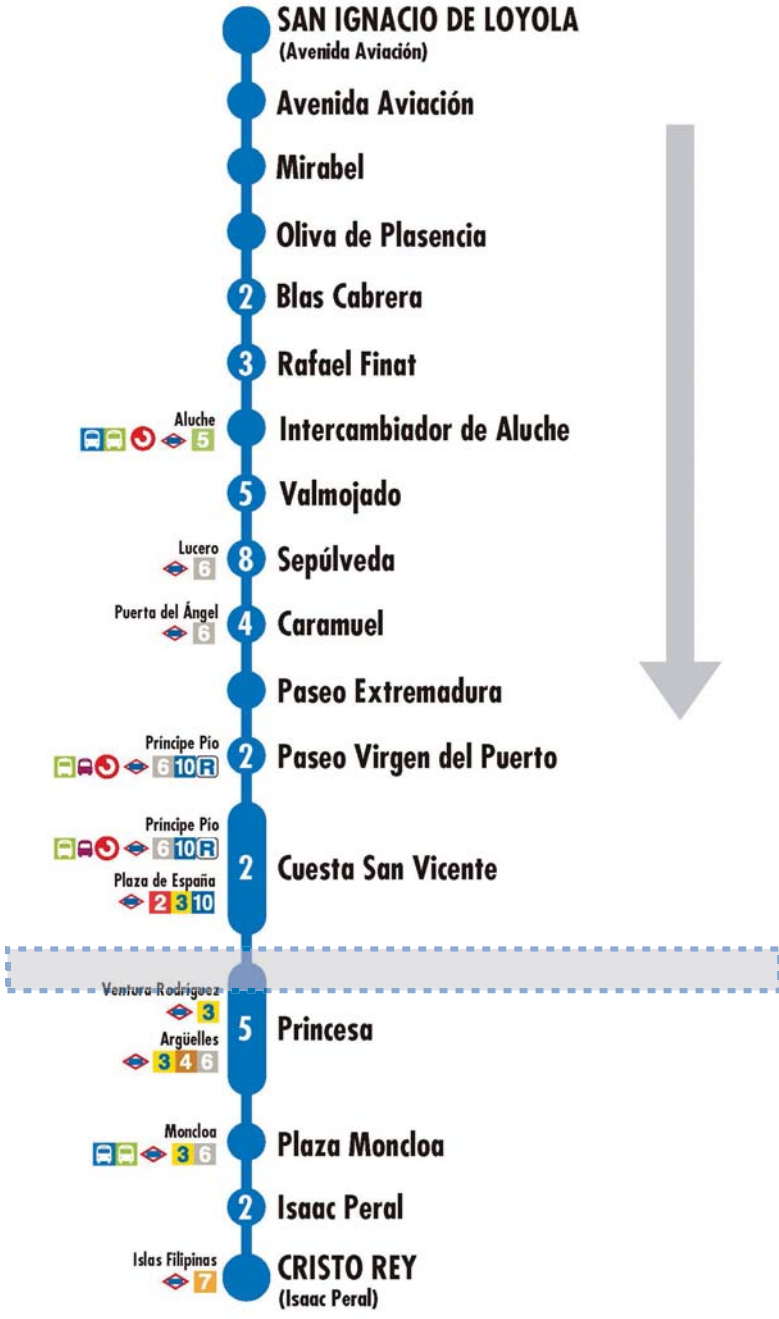 SAN IGNACIO DE LOYOLA
(Avenida Aviación)
Avenida Aviación
Mirabel
Oliva de Plasencia
2 Blas Cabrera
3 Rafael Finat
Aluche
5
Intercambiador de Aluche
5 Valmojado
Lucero
6
8 Sepúlveda
Puerta del Ángel
6
4 Caramuel
Paseo Extremadura
Príncipe Pío
6 10 R
2 Paseo Virgen del Puerto
Príncipe Pío
6 10 R
Plaza de España
2 3 10
2 Cuesta San Vicente
Ventura Rodríguez
3
Argüelles
3 4 6
5 Princesa
Moncloa
3 6
Plaza Moncloa
2 Isaac Peral
Islas Filipinas
7
CRISTO REY
(Isaac Peral)